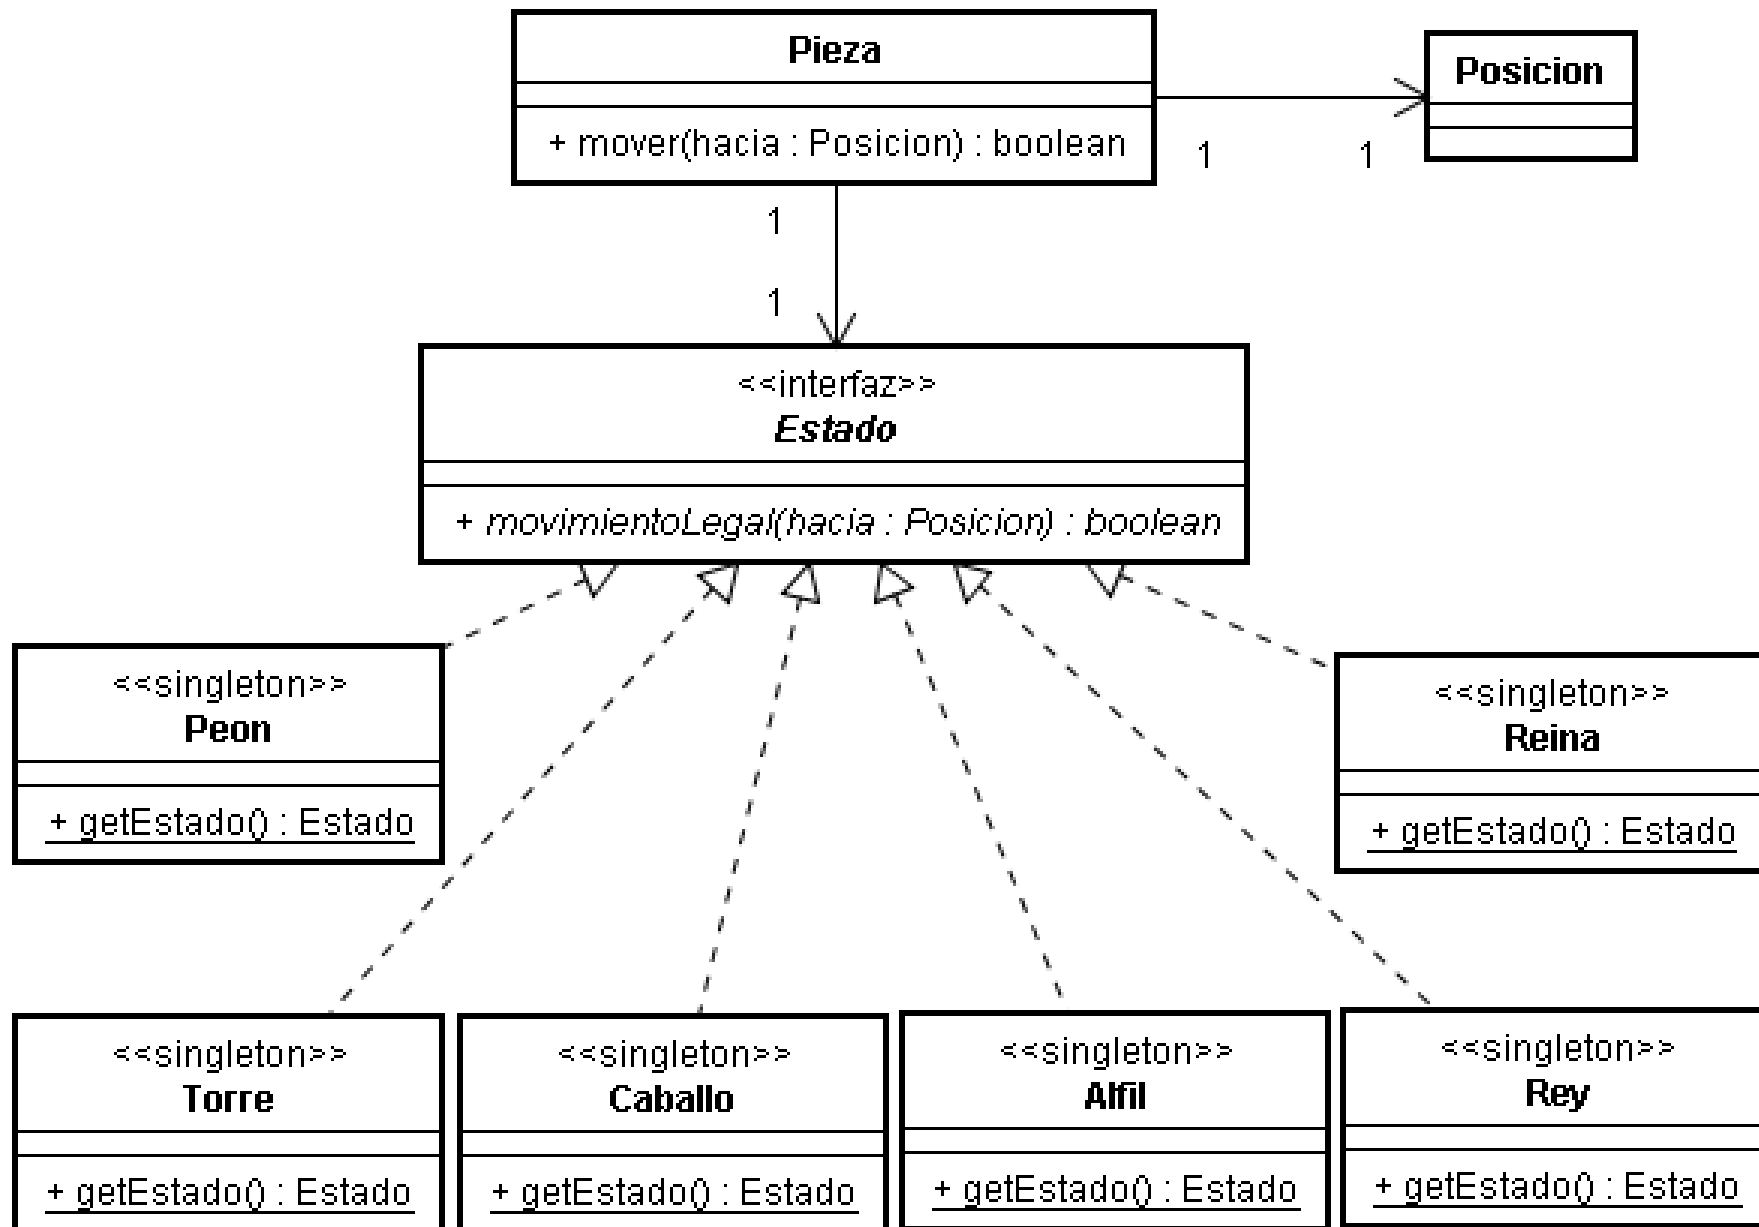 Pieza
+ mover(hacia : Posicion) : boolean
Posicion
1
1
1
1
<<interfaz>>
Estado
+ movimientoLegal(hacia : Posicion) : boolean
<<singleton>>
Peon
+ getEstado() : Estado
<<singleton>>
Reina
+ getEstado() : Estado
<<singleton>>
Torre
+ getEstado() : Estado
<<singleton>>
Caballo
+ getEstado() : Estado
<<singleton>>
Alfil
+ getEstado() : Estado
<<singleton>>
Rey
+ getEstado() : Estado